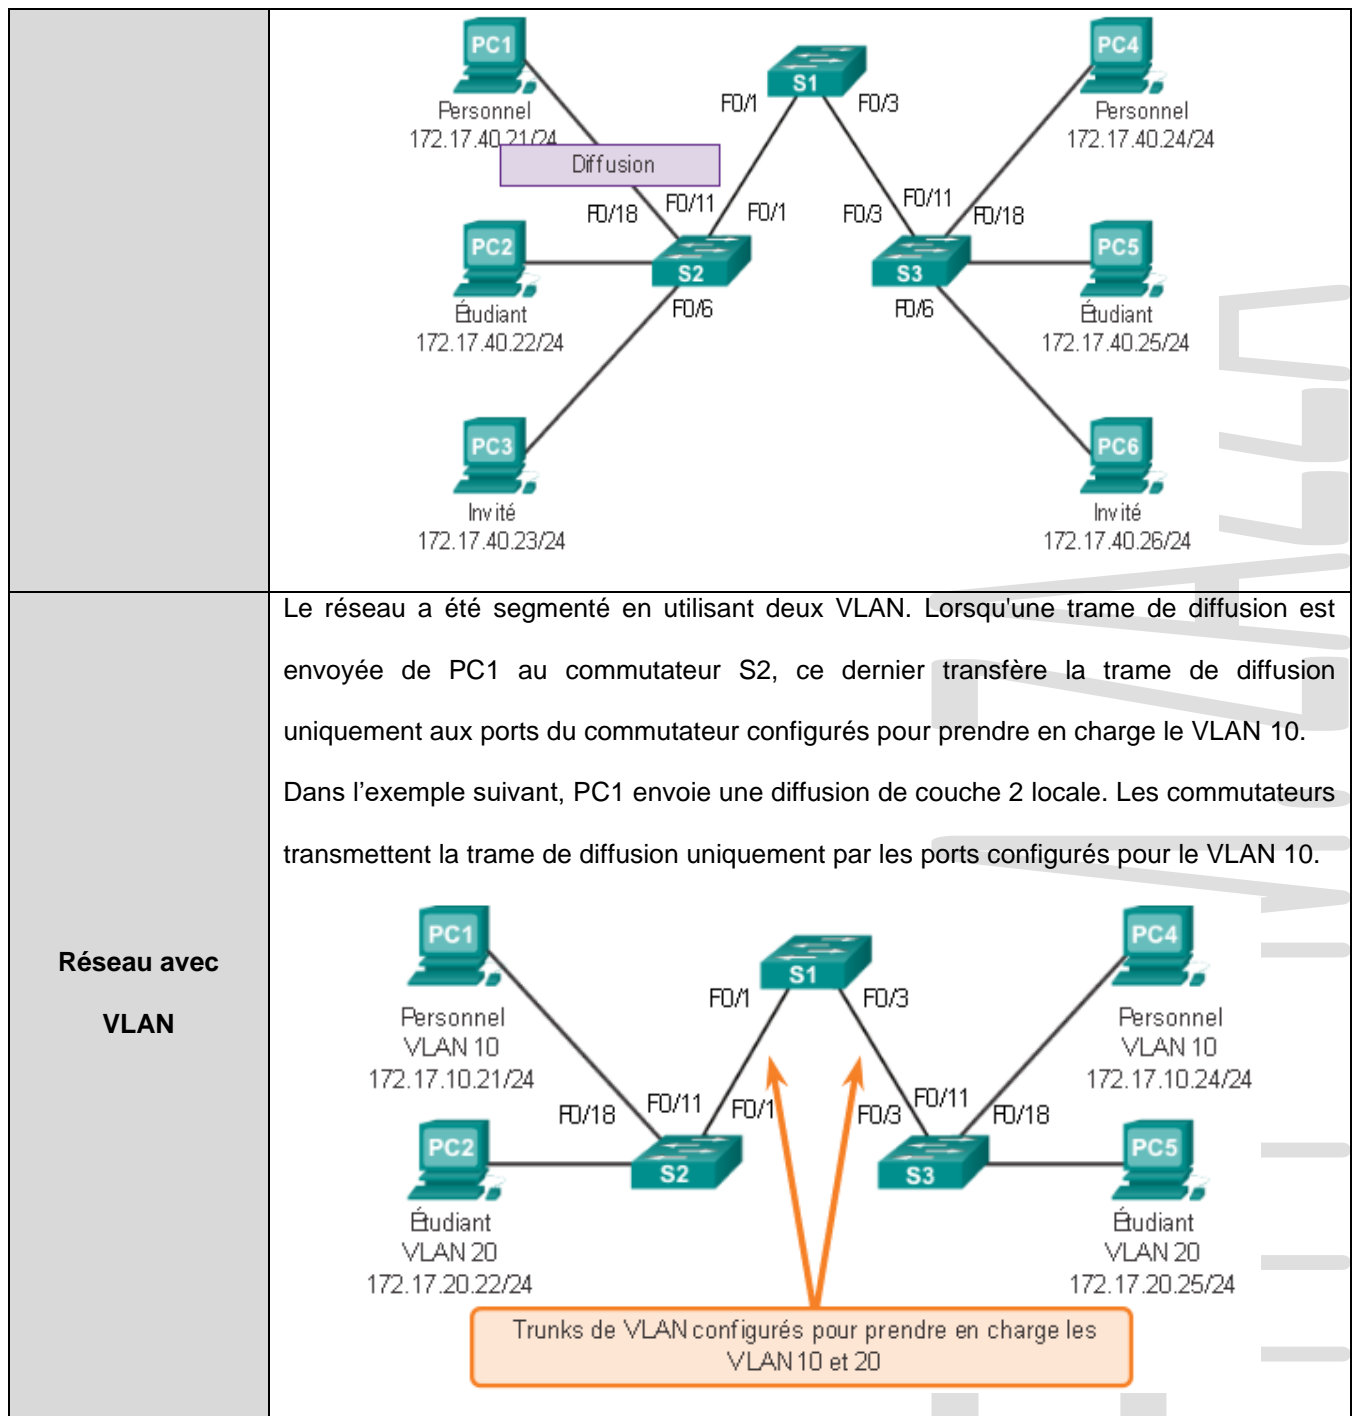 PC1
PC4
S1
F0/1
F0/3
Personnel
172.17.40.21/24
Personnel
172.17.40.24/24
Diffusion
F0/18
F0/11
F0/1
F0/3
F0/11
F0/18
PC2
S2
S3
PC5
F0/6
F0/6
Étudiant
172.17.40.22/24
Étudiant
172.17.40.25/24
PC3
PC6
Invité
172.17.40.23/24
Invité
172.17.40.26/24
Réseau avec
VLAN
Le réseau a été segmenté en utilisant deux VLAN. Lorsqu'une trame de diffusion est
envoyée de PC1 au commutateur S2, ce dernier transfère la trame de diffusion
uniquement aux ports du commutateur configurés pour prendre en charge le VLAN 10.
Dans l’exemple suivant, PC1 envoie une diffusion de couche 2 locale. Les commutateurs
transmettent la trame de diffusion uniquement par les ports configurés pour le VLAN 10.
PC1
PC4
S1
F0/1
F0/3
Personnel
VLAN 10
172.17.10.21/24
Personnel
VLAN 10
172.17.10.24/24
F0/18
F0/11
F0/1
F0/3
F0/11
F0/18
PC2
S2
S3
PC5
Étudiant
VLAN 20
172.17.20.22/24
Étudiant
VLAN 20
172.17.20.25/24
Trunks de VLAN configurés pour prendre en charge les
VLAN 10 et 20